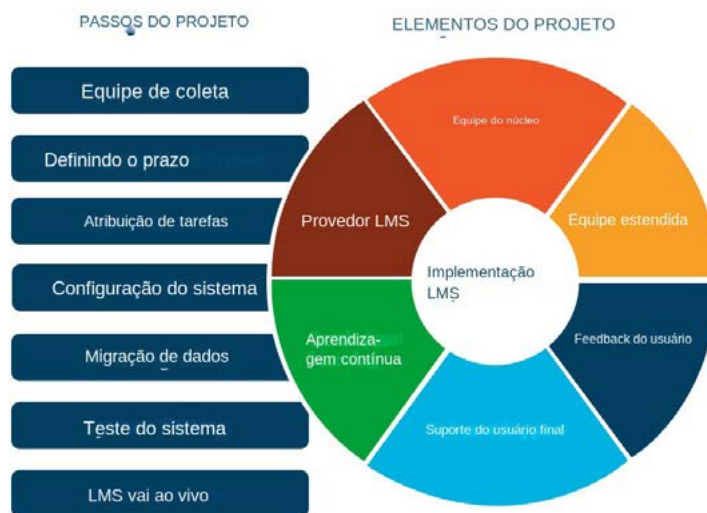 PASSOS DO PROJETO
Equipe de coleta
Definindo o prazo
Atribuição de tarefas
Configuração do sistema
Migração de dados
Teste do sistema
LMS vai ao vivo
ELEMENTOS DO PROJETO
Equipe do núcleo
Equipe estendida
Feedback do usuário
Suporte do usuário final
Aprendiza-
gem contínua
Provedor LMS
Implementação
LMS